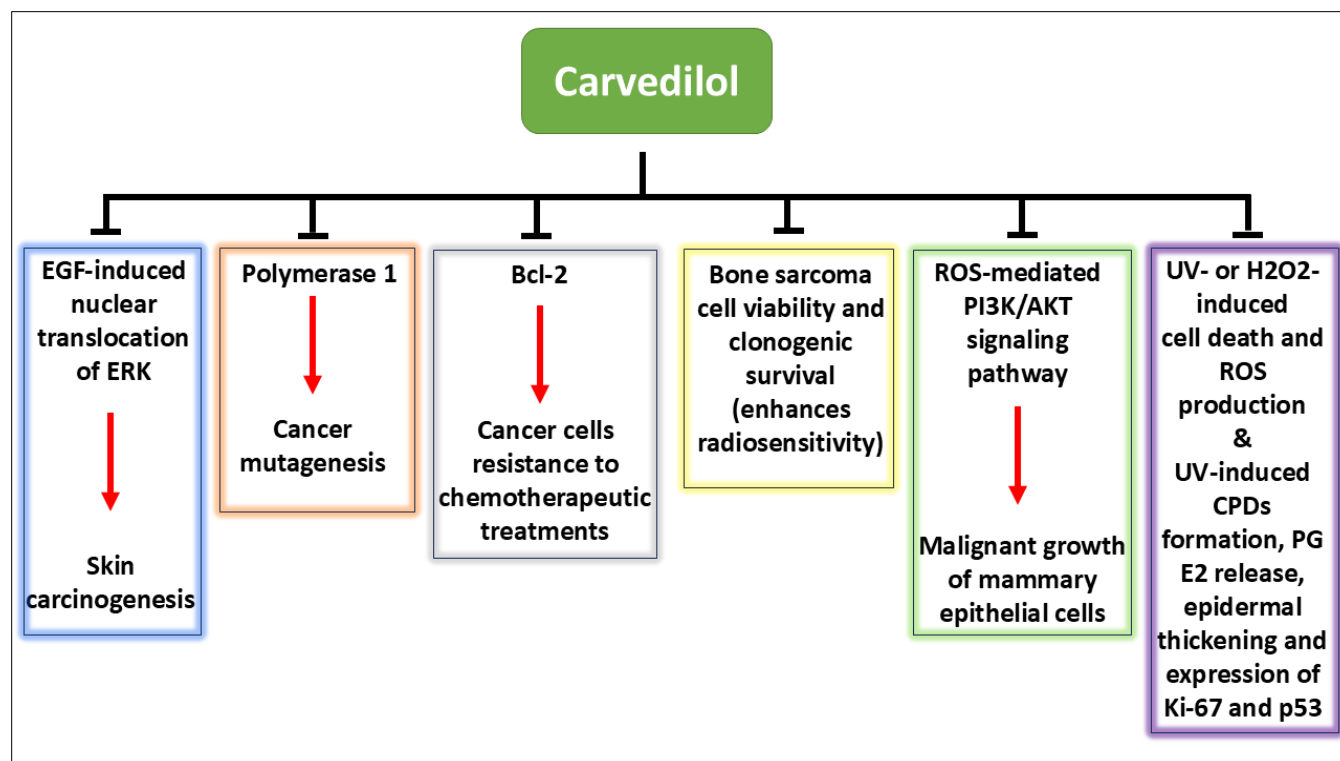 Carvedilol
EGF-induced
nuclear
translocation
of ERK
Skin
carcinogenesis
Polymerase 1
Cancer
mutagenesis
Bcl-2
Cancer cells
resistance to
chemotherapeutic
treatments
Bone sarcoma
cell viability and
clonogenic
survival
(enhances
radiosensitivity)
ROS-mediated
PI3K/AKT
signaling
pathway
Malignant growth
of mammary
epithelial cells
UV- or H2O2-
induced
cell death and
ROS
production
&
UV-induced
CPDs
formation, PG
E2 release,
epidermal
thickening and
expression of
Ki-67 and p53